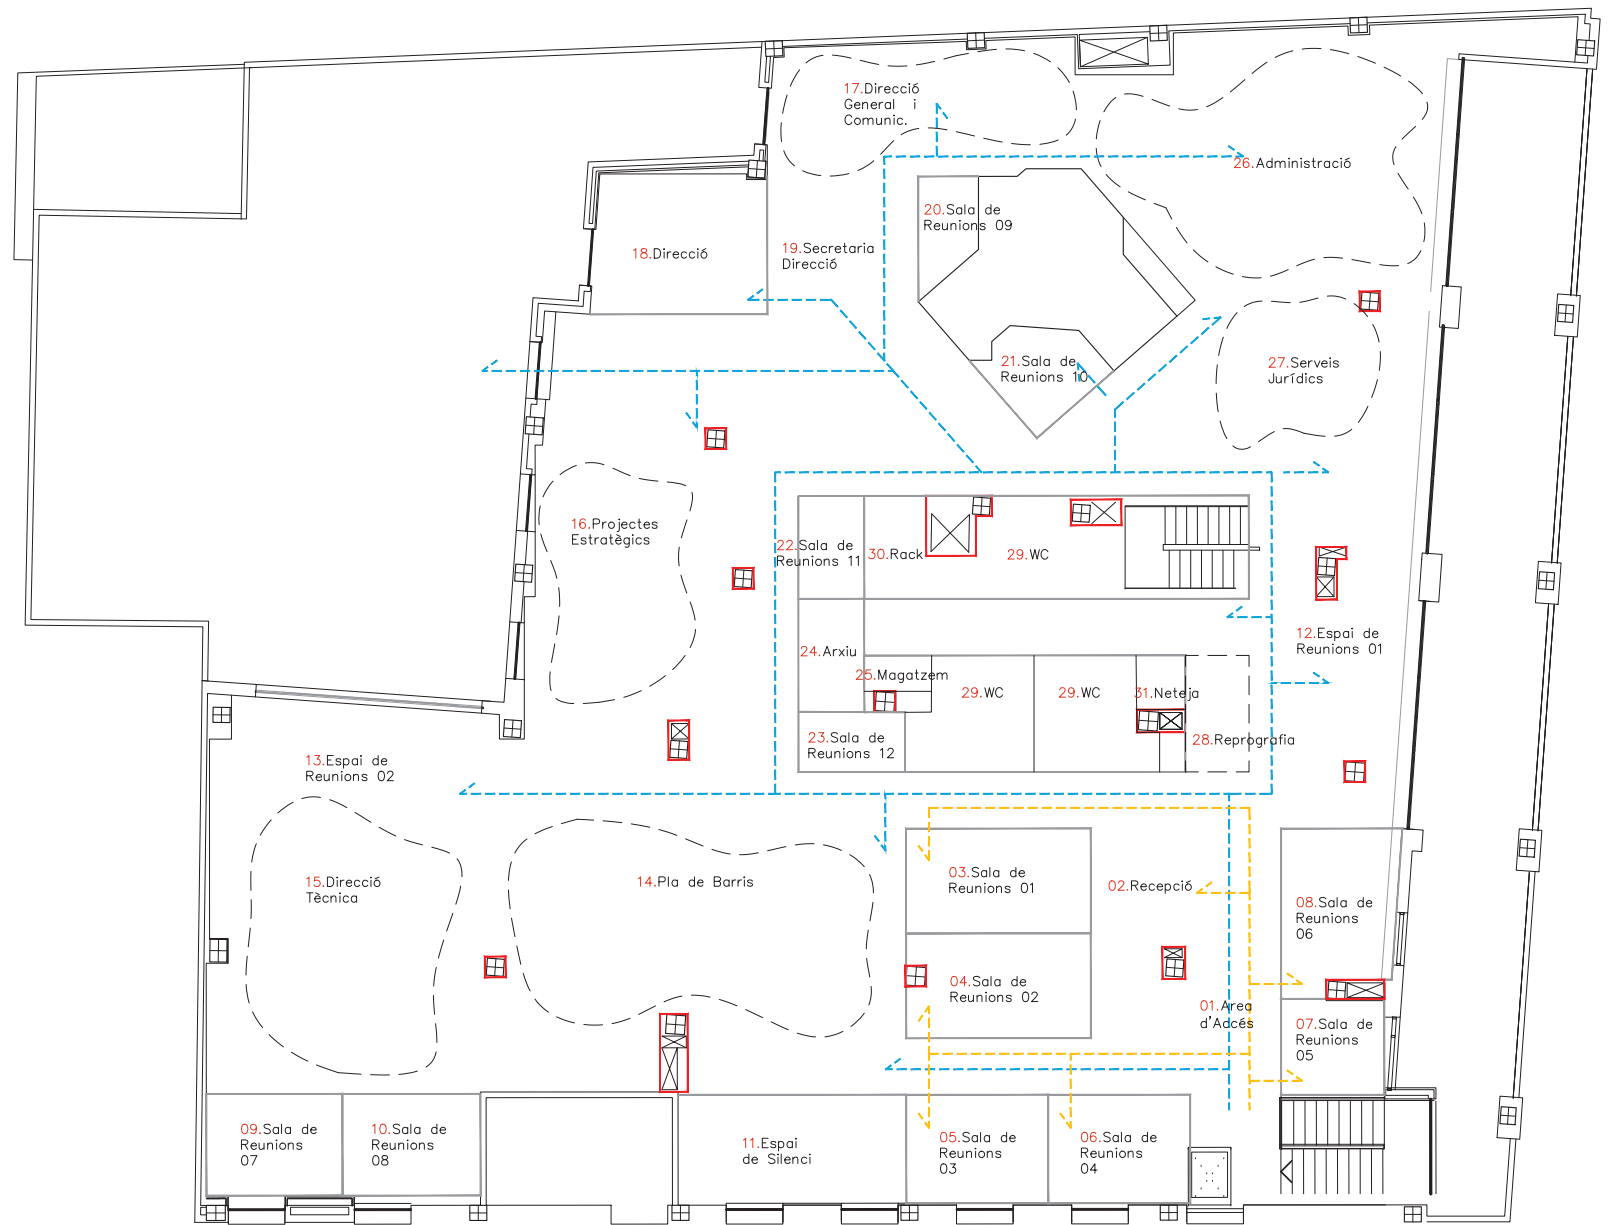 17.Direcció
General i
Comunic.
26.Administració
20.Sala de
Reunions 09
18.Direcció
19.Secretaria
Direcció
21.Sala de
Reunions 10
27.Serveis
Jurídics
16.Projectes
Estratègics
22.Sala de
Reunions 11
30.Rack
29.WC
12.Espai de
Reunions 01
24.Arxiu
25.Magatzem
29.WC
29.WC
31.Neteja
23.Sala de
Reunions 12
28.Reprografia
13.Espai de
Reunions 02
15.Direcció
Tècnica
14.Pla de Barris
03.Sala de
Reunions 01
02.Recepció
08.Sala de
Reunions
06
04.Sala de
Reunions 02
01.Area
d'Accés
07.Sala de
Reunions
05
09.Sala de
Reunions
07
10.Sala de
Reunions
08
11.Espai
de Silenci
05.Sala de
Reunions
03
06.Sala de
Reunions
04